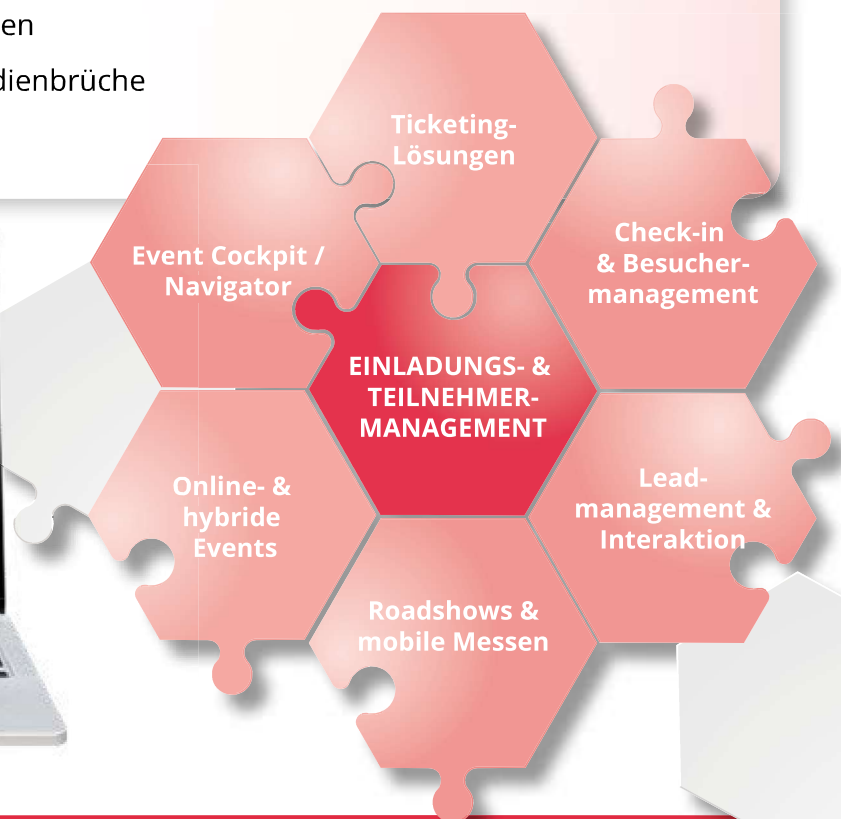 en
dienbrüche
Ticketing-
Lösungen
Event Cockpit /
Navigator
Check-in
& Besucher-
management
EINLADUNGS- &
TEILNEHMER-
MANAGEMENT
Online- &
hybride
Events
Lead-
management &
Interaktion
Roadshows &
mobile Messen